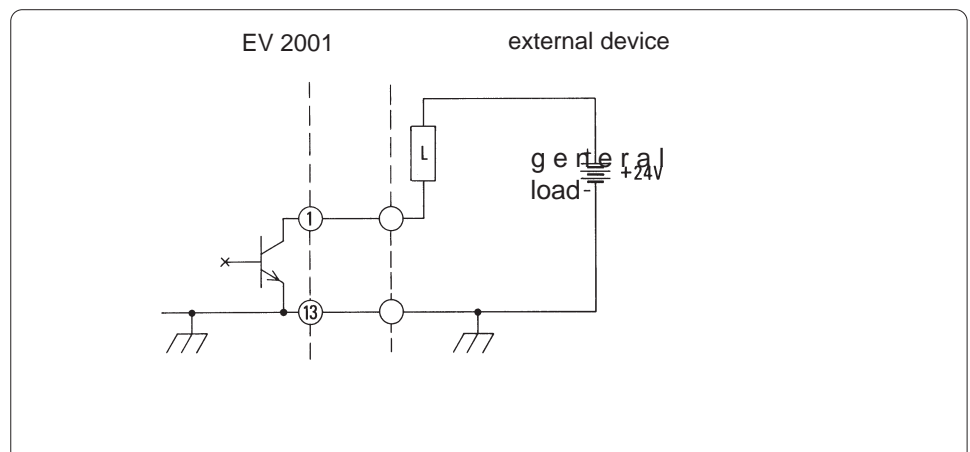 EV 2001
external device
L
general
load
+
+24V
-
1
13